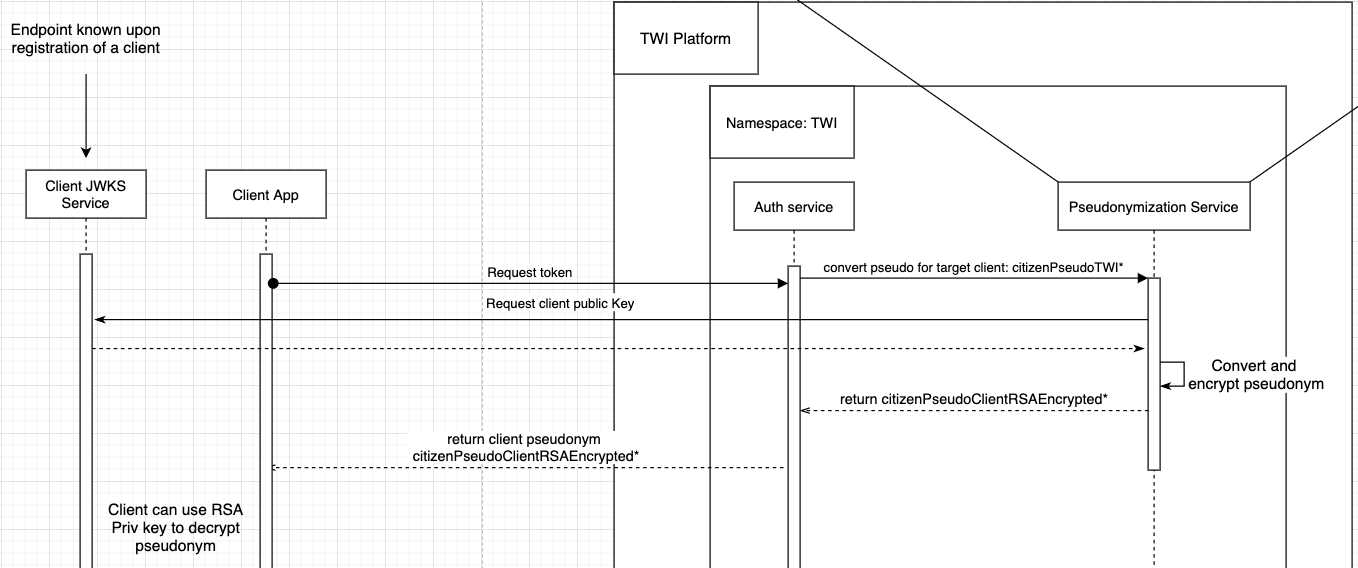 Endpoint known upon
registration of a client
TWI Platform
Namespace: TWI
Client JWKS
Service
Client App
Auth service
Pseudonymization Service
Request token
convert pseudo for target client: citizenPseudoTWI*
Request client public Key
Convert and
encrypt pseudonym
return citizenPseudoClientRSAEncrypted*
return client pseudonym
citizenPseudoClientRSAEncrypted*
Client can use RSA
Priv key to decrypt
pseudonym